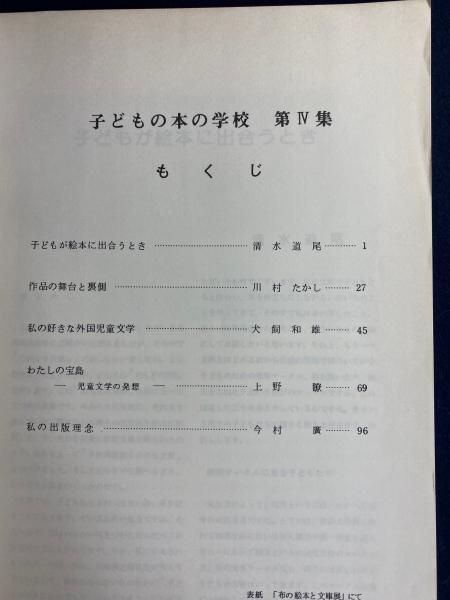 子どもの本の学校 第Ⅳ集
もくじ
子どもが絵本に出合うとき …………………………… 清水道尾 ………… 1
作品の舞台と裏側 …………………………… 川村たかし ……… 27
私の好きな外国児童文学 …………………………… 犬飼和雄 ……… 45
わたしの宝島
― 児童文学の発想 ― …………………… 上野瞭 ……… 69
私の出版理念 …………………………… 今村廣 ……… 96
表紙 「布の絵本と文庫展」にて